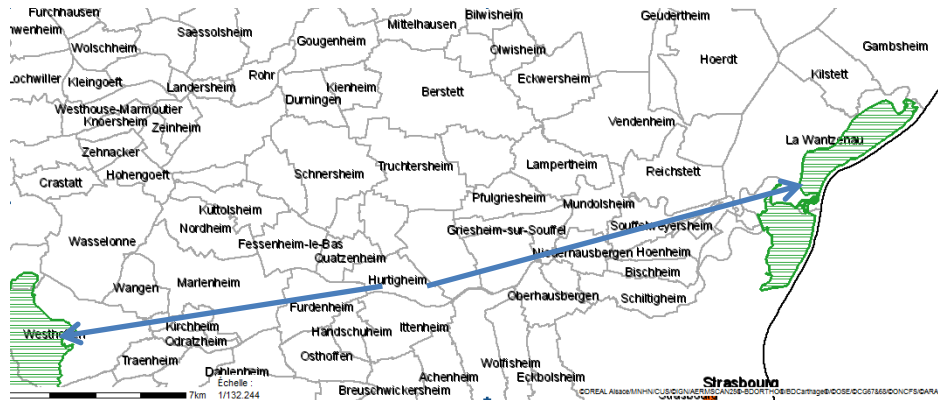 Furchhausen
Mittelhausen
Bilwisheim
Geudertheim
Saessolsheim
Gougenheim
Olwisheim
Gambsheim
Wolschheim
Hoerdt
Rohr
Kilstett
Kleingoeft
Landersheim
Kienheim
Berstett
Eckwersheim
Durningen
Westhouse-Marmoutier
Knoersheim
Zeinheim
Vendenheim
La Wantzenau
Zehnacker
Hohengoeft
Schnersheim
Truchtersheim
Lampertheim
Reichstett
Crastatt
Pfulgriesheim
Mundolsheim
Kuttolsheim
Nordheim
Griesheim-sur-Souffel
Souffelweyersheim
Wasselonne
Fessenheim-le-Bas
Quatzenheim
Niederhausbergen
Hoenheim
Bischheim
Wangen
Marlenheim
Hurtigheim
Oberhausbergen
Schiltigheim
Furdenheim
Kirchheim
Handschuheim
Ittenheim
Odratzheim
Traenheim
Osthoffen
Wolfisheim
Dahlenheim
Achenheim
Eckbolsheim
Breuschwickersheim
Strasbourg
Échelle :
7km
1/132.244